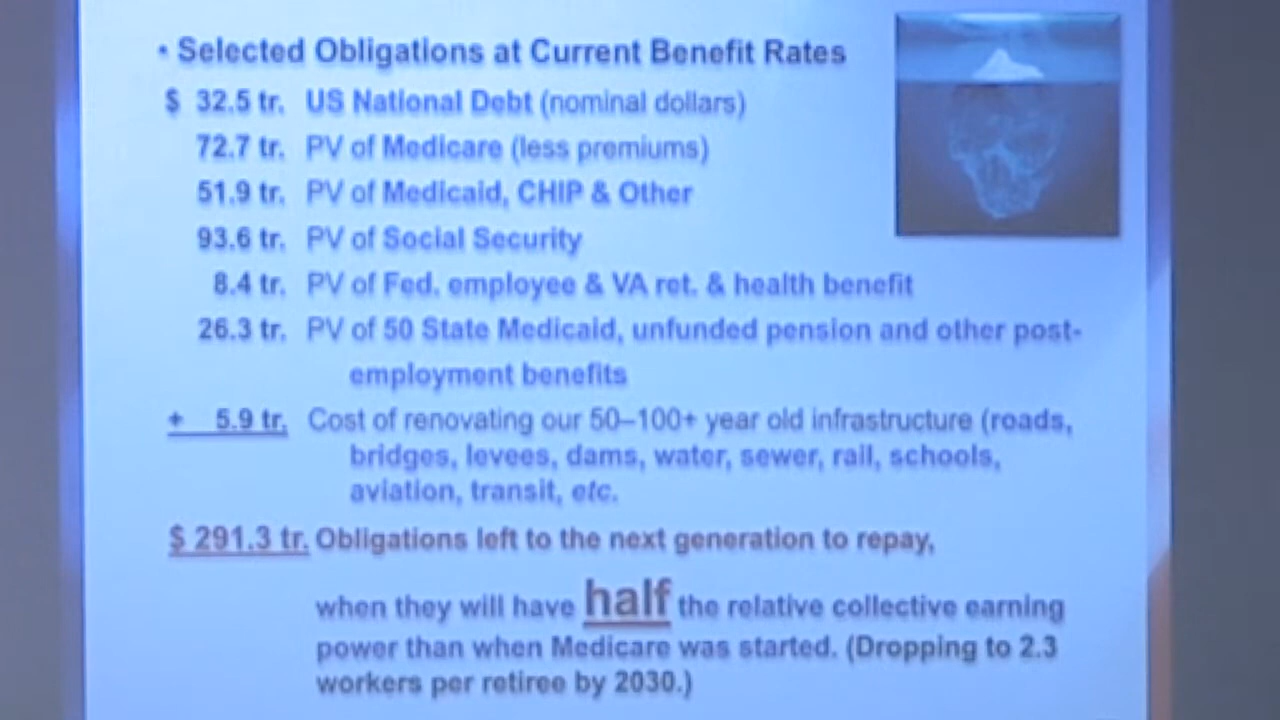 • Selected Obligations at Current Benefit Rates
$ 32.5 tr. US National Debt (nominal dollars)
72.7 tr. PV of Medicare (less premiums)
51.9 tr. PV of Medicaid, CHIP & Other
93.6 tr. PV of Social Security
8.4 tr. PV of Fed. employee & VA ret. & health benefit
26.3 tr. PV of 50 State Medicaid, unfunded pension and other post-
employment benefits
+ 5.9 tr. Cost of renovating our 50–100+ year old infrastructure (roads,
bridges, levees, dams, water, sewer, rail, schools,
aviation, transit, etc.
$ 291.3 tr. Obligations left to the next generation to repay,
when they will have half the relative collective earning
power than when Medicare was started. (Dropping to 2.3
workers per retiree by 2030.)